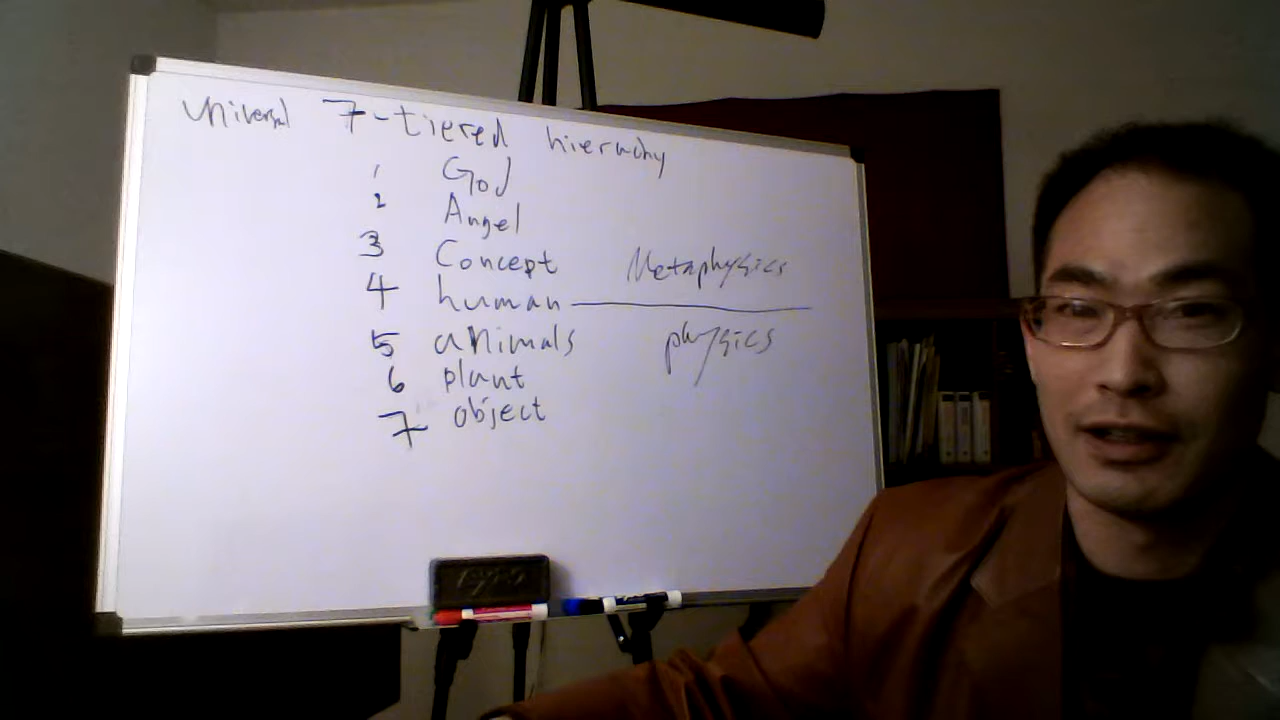 universal 7-tiered hierarchy
1 God
2 Angel
3 Concept Metaphysics
4 human
5 animals physics
6 plant
7 object